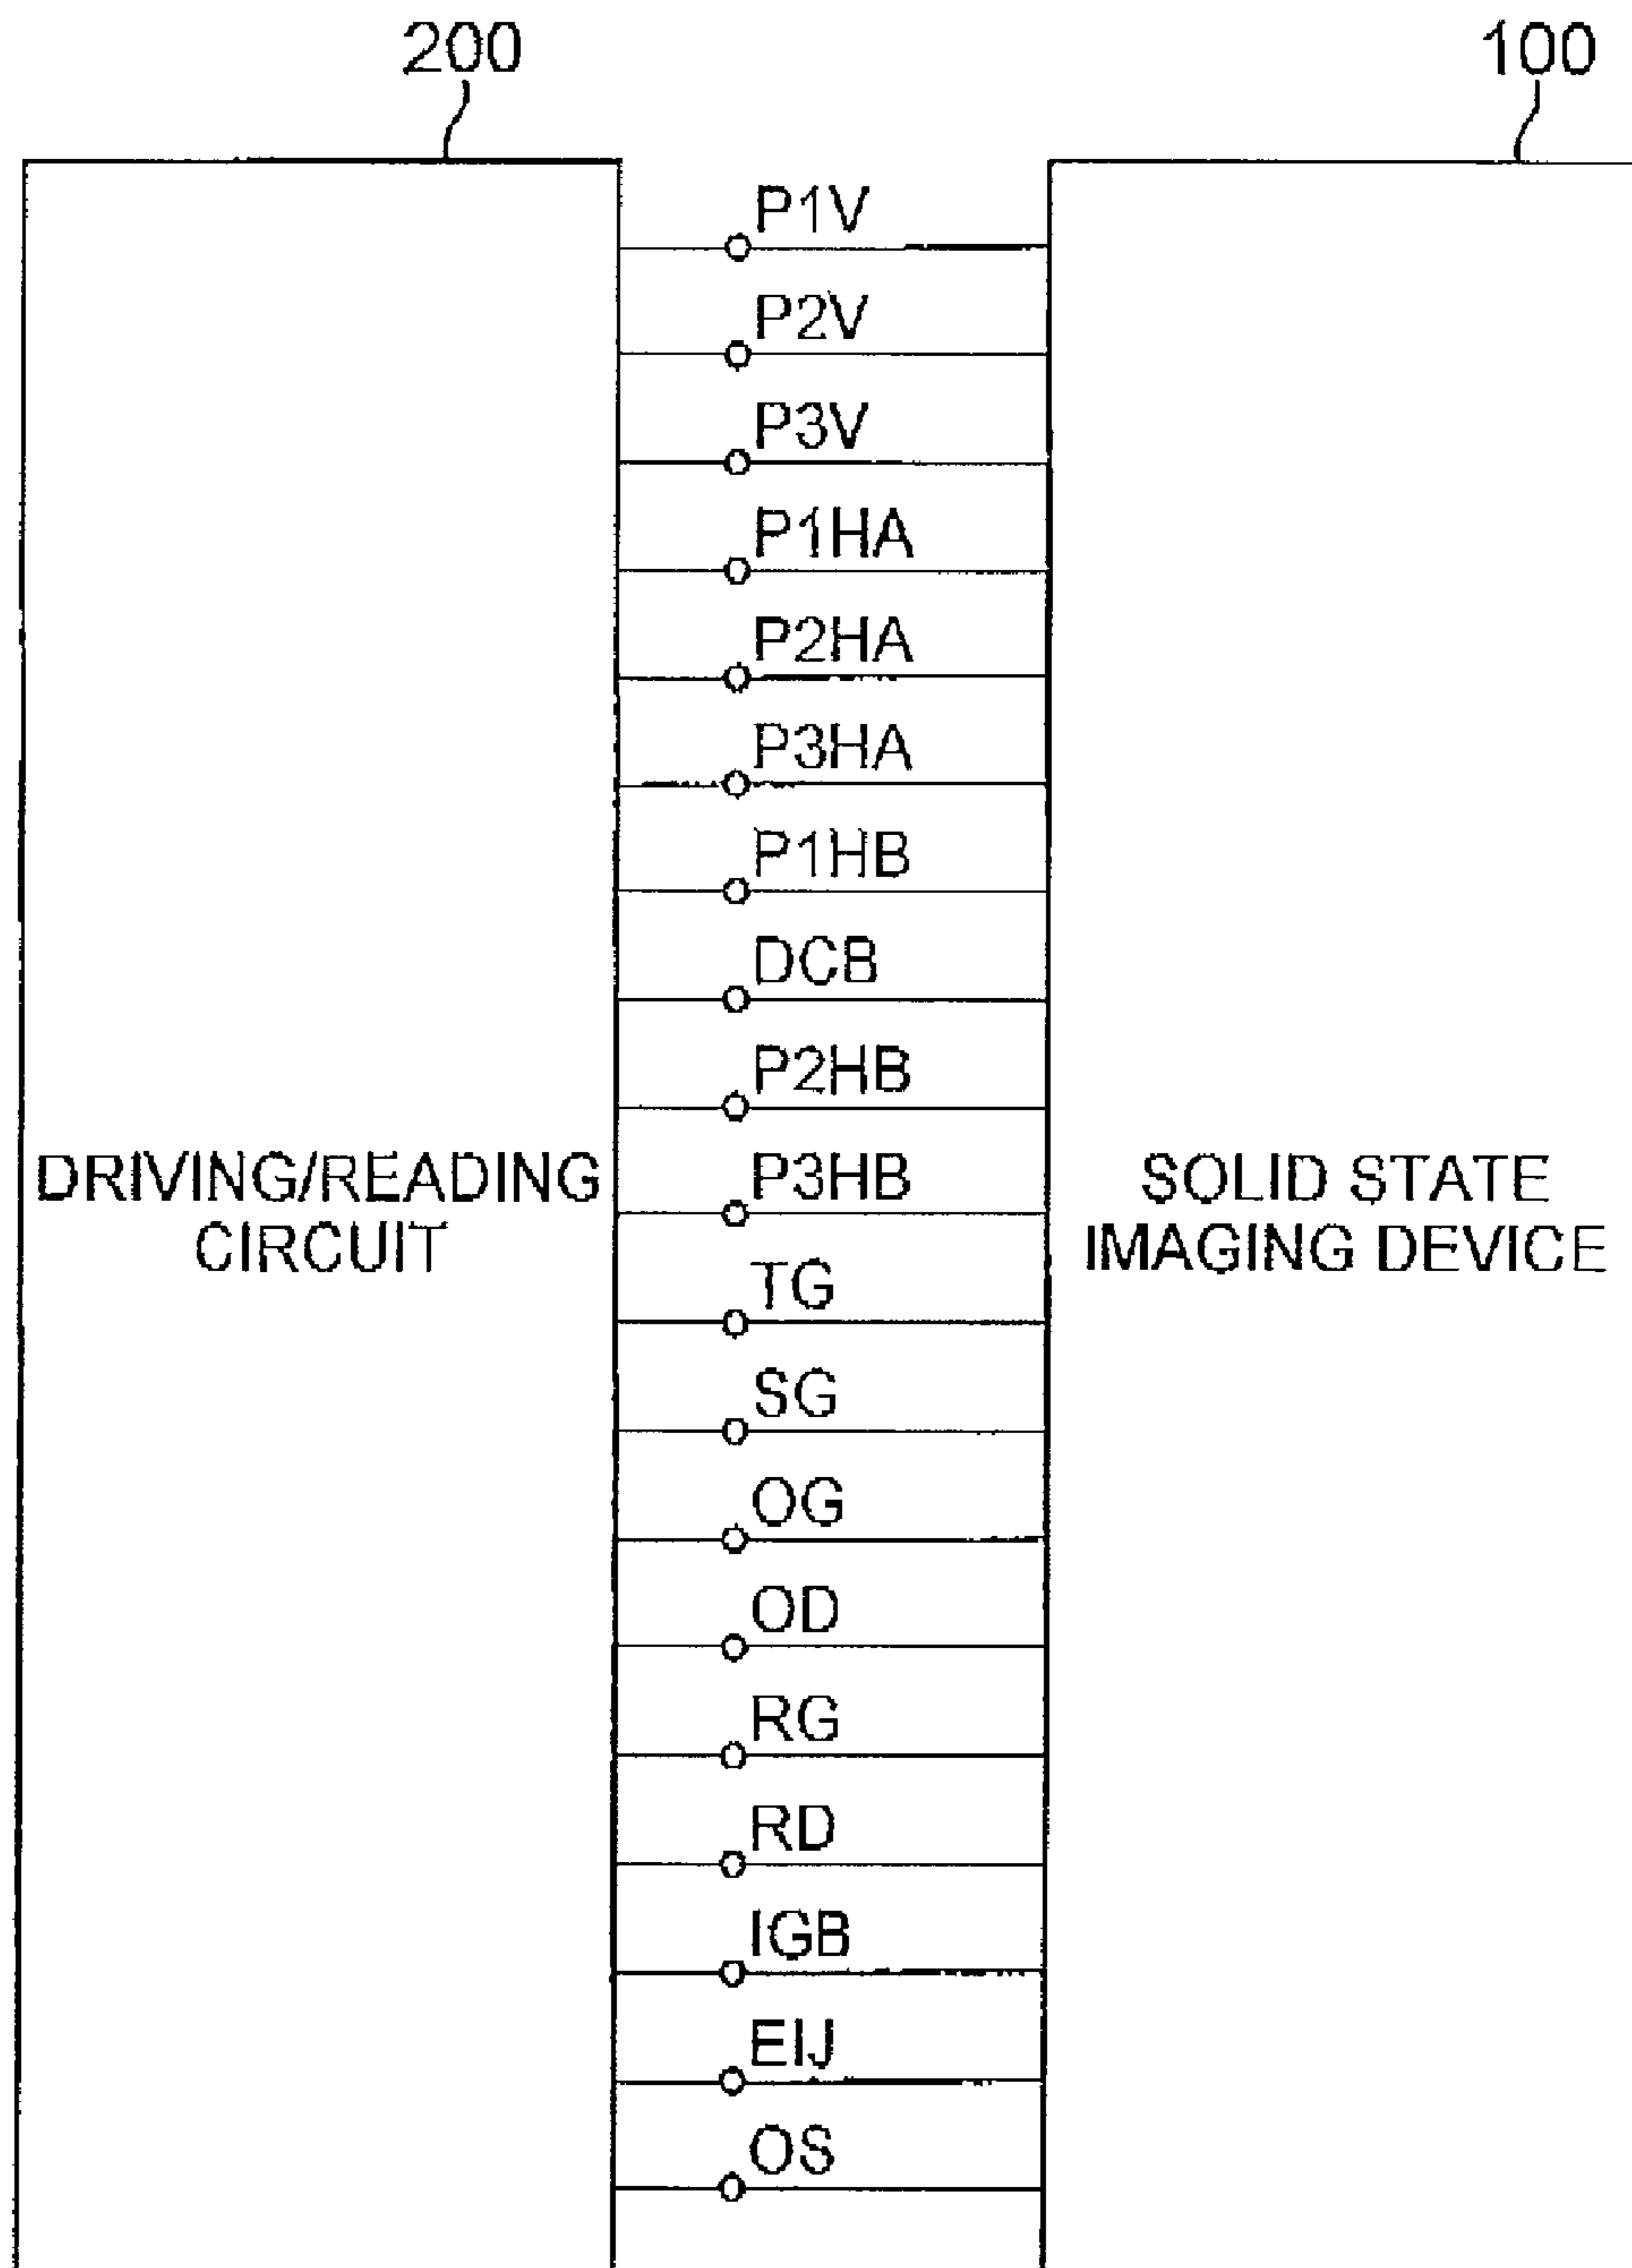 200
100
P1V
P2V
P3V
P1HA
P2HA
P3HA
P1HB
DCB
P2HB
P3HB
DRIVING/READING
CIRCUIT
SOLID STATE
IMAGING DEVICE
TG
SG
OG
OD
RG
RD
IGB
EIJ
OS